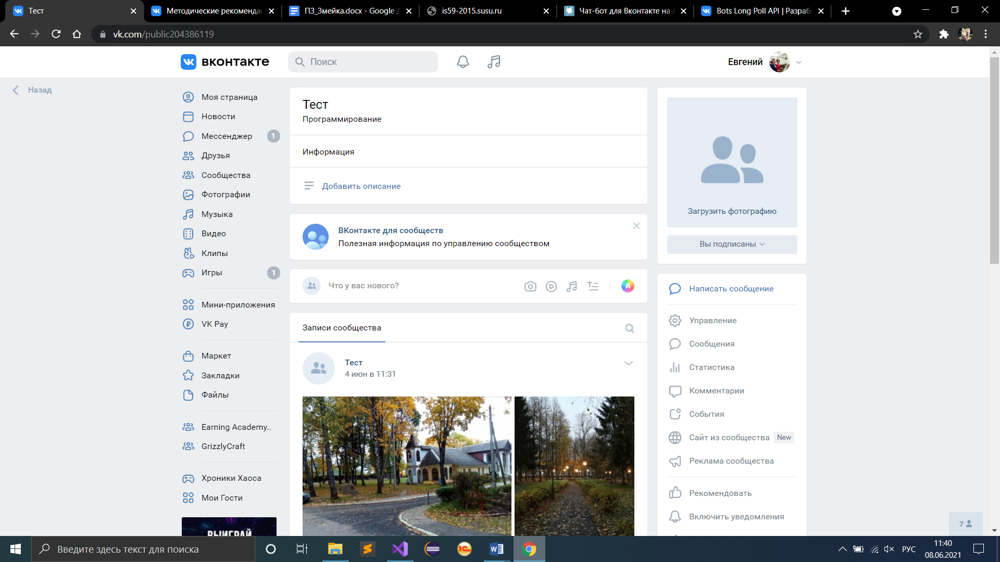 Тест
Методические рекоменда
ПЗ_Змейка.docx - Google
is59-2015.susu.ru
Чат-бот для Вконтакте на
Bots Long Poll API | Разраб
vk.com/public204386119
вконтакте
Поиск
Евгений
Назад
Моя страница
Новости
Мессенджер 1
Друзья
Сообщества
Фотографии
Музыка
Видео
Клипы
Игры 1
Мини-приложения
VK Pay
Маркет
Закладки
Файлы
Earning Academy..
GrizzlyCraft
Хроники Хаоса
Мои Гости
ВЫИГРАЙ
Тест
Программирование
Информация
Добавить описание
ВКонтакте для сообществ
Полезная информация по управлению сообществом
Что у вас нового?
Записи сообщества
Тест
4 июн в 11:31
Загрузить фотографию
Вы подписаны
Написать сообщение
Управление
Сообщения
Статистика
Комментарии
События
Сайт из сообщества New
Реклама сообщества
Рекомендовать
Включить уведомления
7
Введите здесь текст для поиска
РУС
11:40
08.06.2021